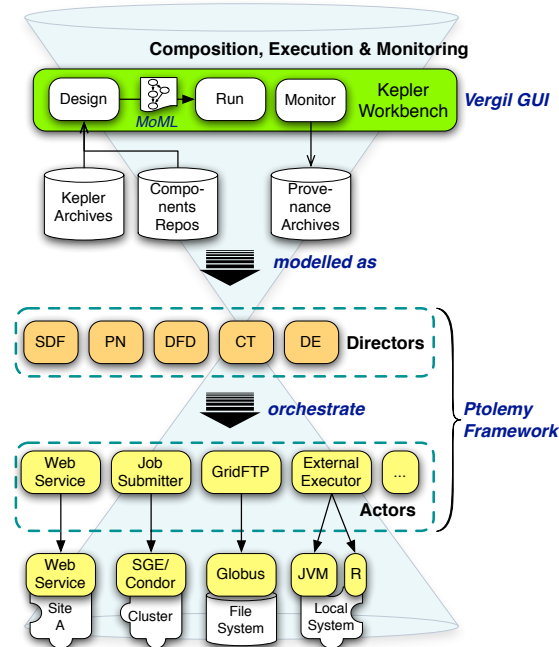 Composition, Execution & Monitoring
Design
MoML
Run
Monitor
Kepler
Workbench
Vergil GUI
Kepler
Archives
Compo-
nents
Repos
Prove-
nance
Archives
modelled as
SDF
PN
DFD
CT
DE
Directors
orchestrate
Ptolemy
Framework
Web
Service
Job
Submitter
GridFTP
External
Executor
...
Actors
Web
Service
SGE/
Condor
Globus
JVM
R
Site
A
Cluster
File
System
Local
System